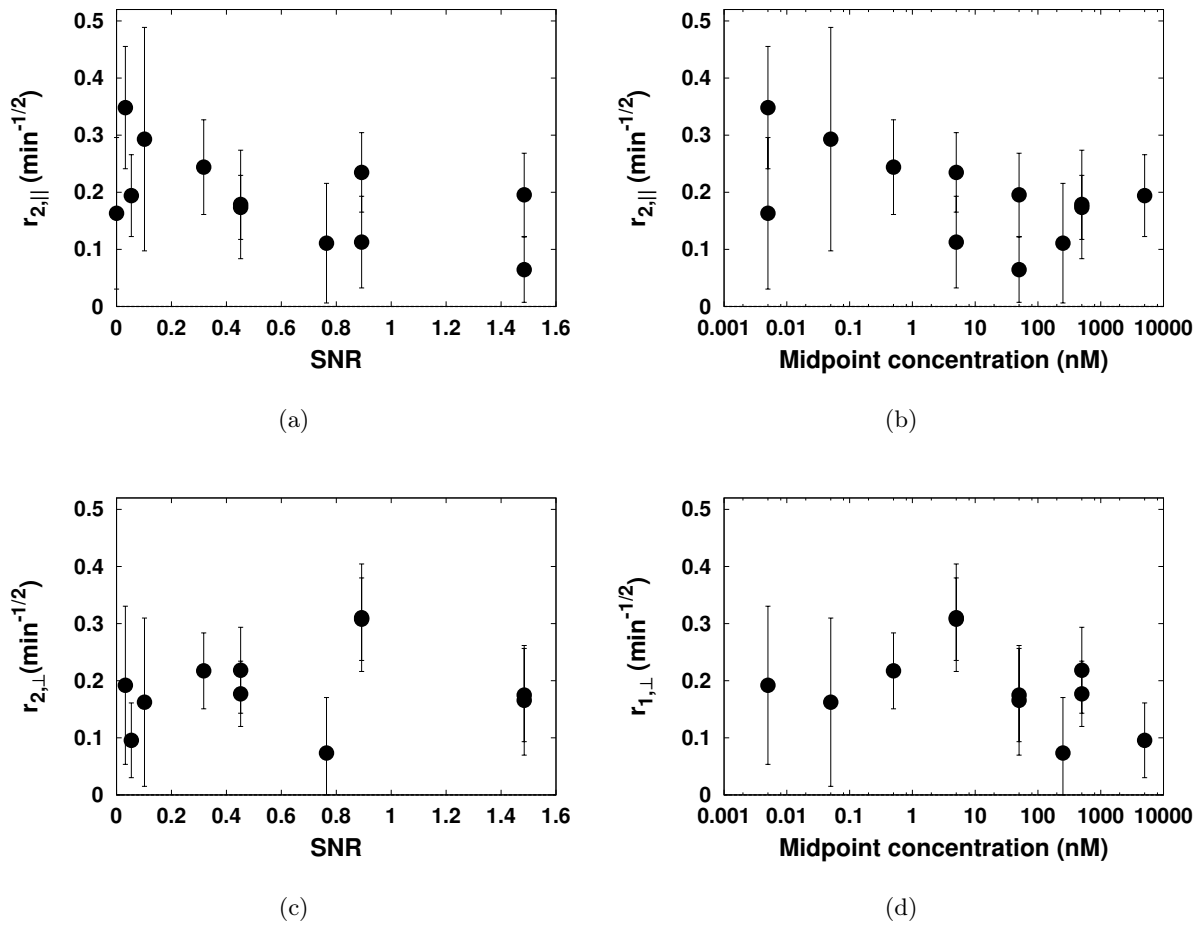 0.5
0.4
0.3
0.2
0.1
0
r2,|| (min-1/2)
0 0.2 0.4 0.6 0.8 1 1.2 1.4 1.6
SNR
(a)
0.5
0.4
0.3
0.2
0.1
0
r2,|| (min-1/2)
0.001 0.01 0.1 1 10 100 1000 10000
Midpoint concentration (nM)
(b)
0.5
0.4
0.3
0.2
0.1
0
r2,⊥(min-1/2)
0 0.2 0.4 0.6 0.8 1 1.2 1.4 1.6
SNR
(c)
0.5
0.4
0.3
0.2
0.1
0
r1,⊥(min-1/2)
0.001 0.01 0.1 1 10 100 1000 10000
Midpoint concentration (nM)
(d)